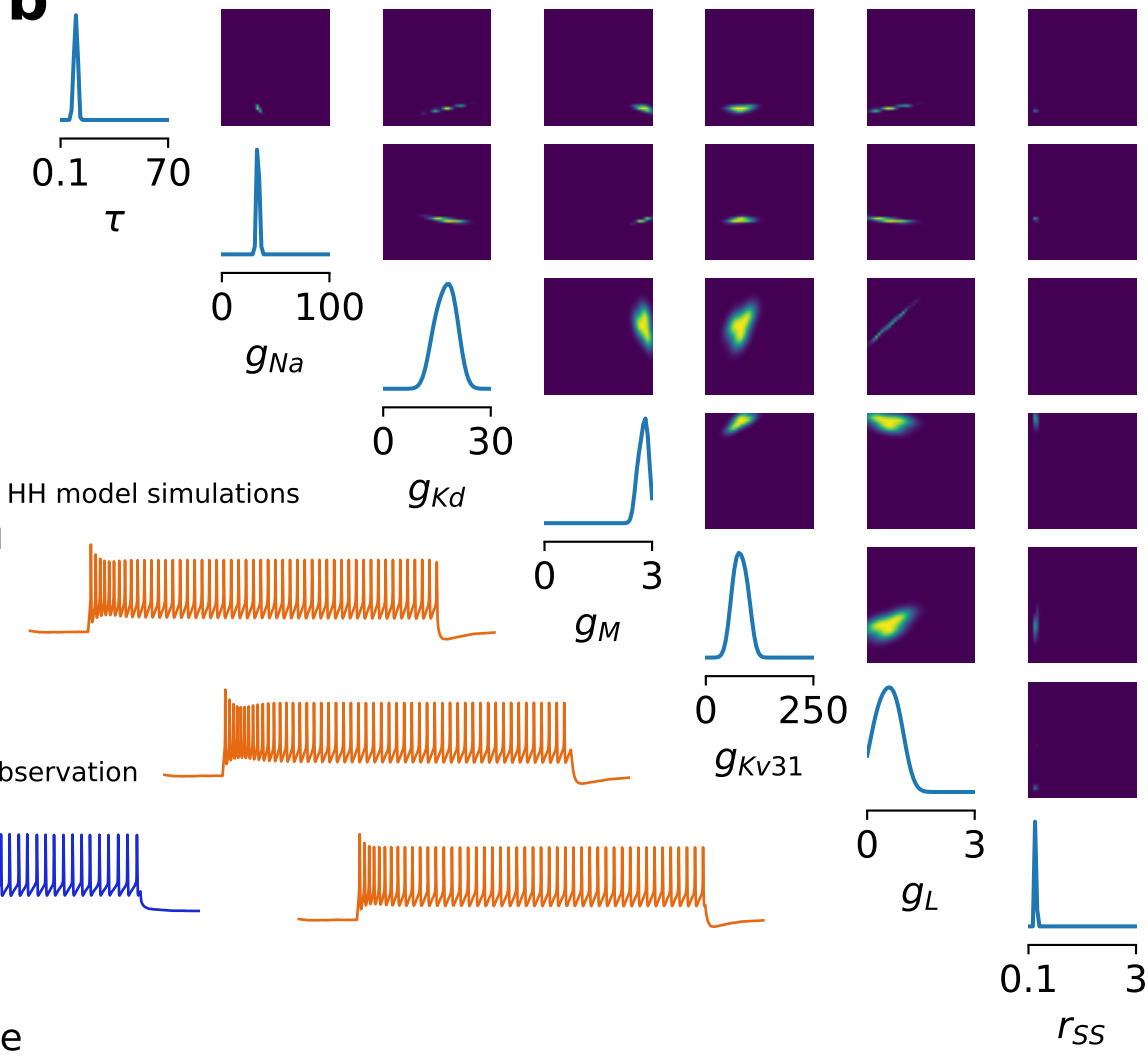 b
0.1 70
τ
0 100
g_Na
0 30
g_Kd
HH model simulations
0 3
g_M
0 250
g_Kv31
bservation
0 3
g_L
0.1 3
r_SS
e